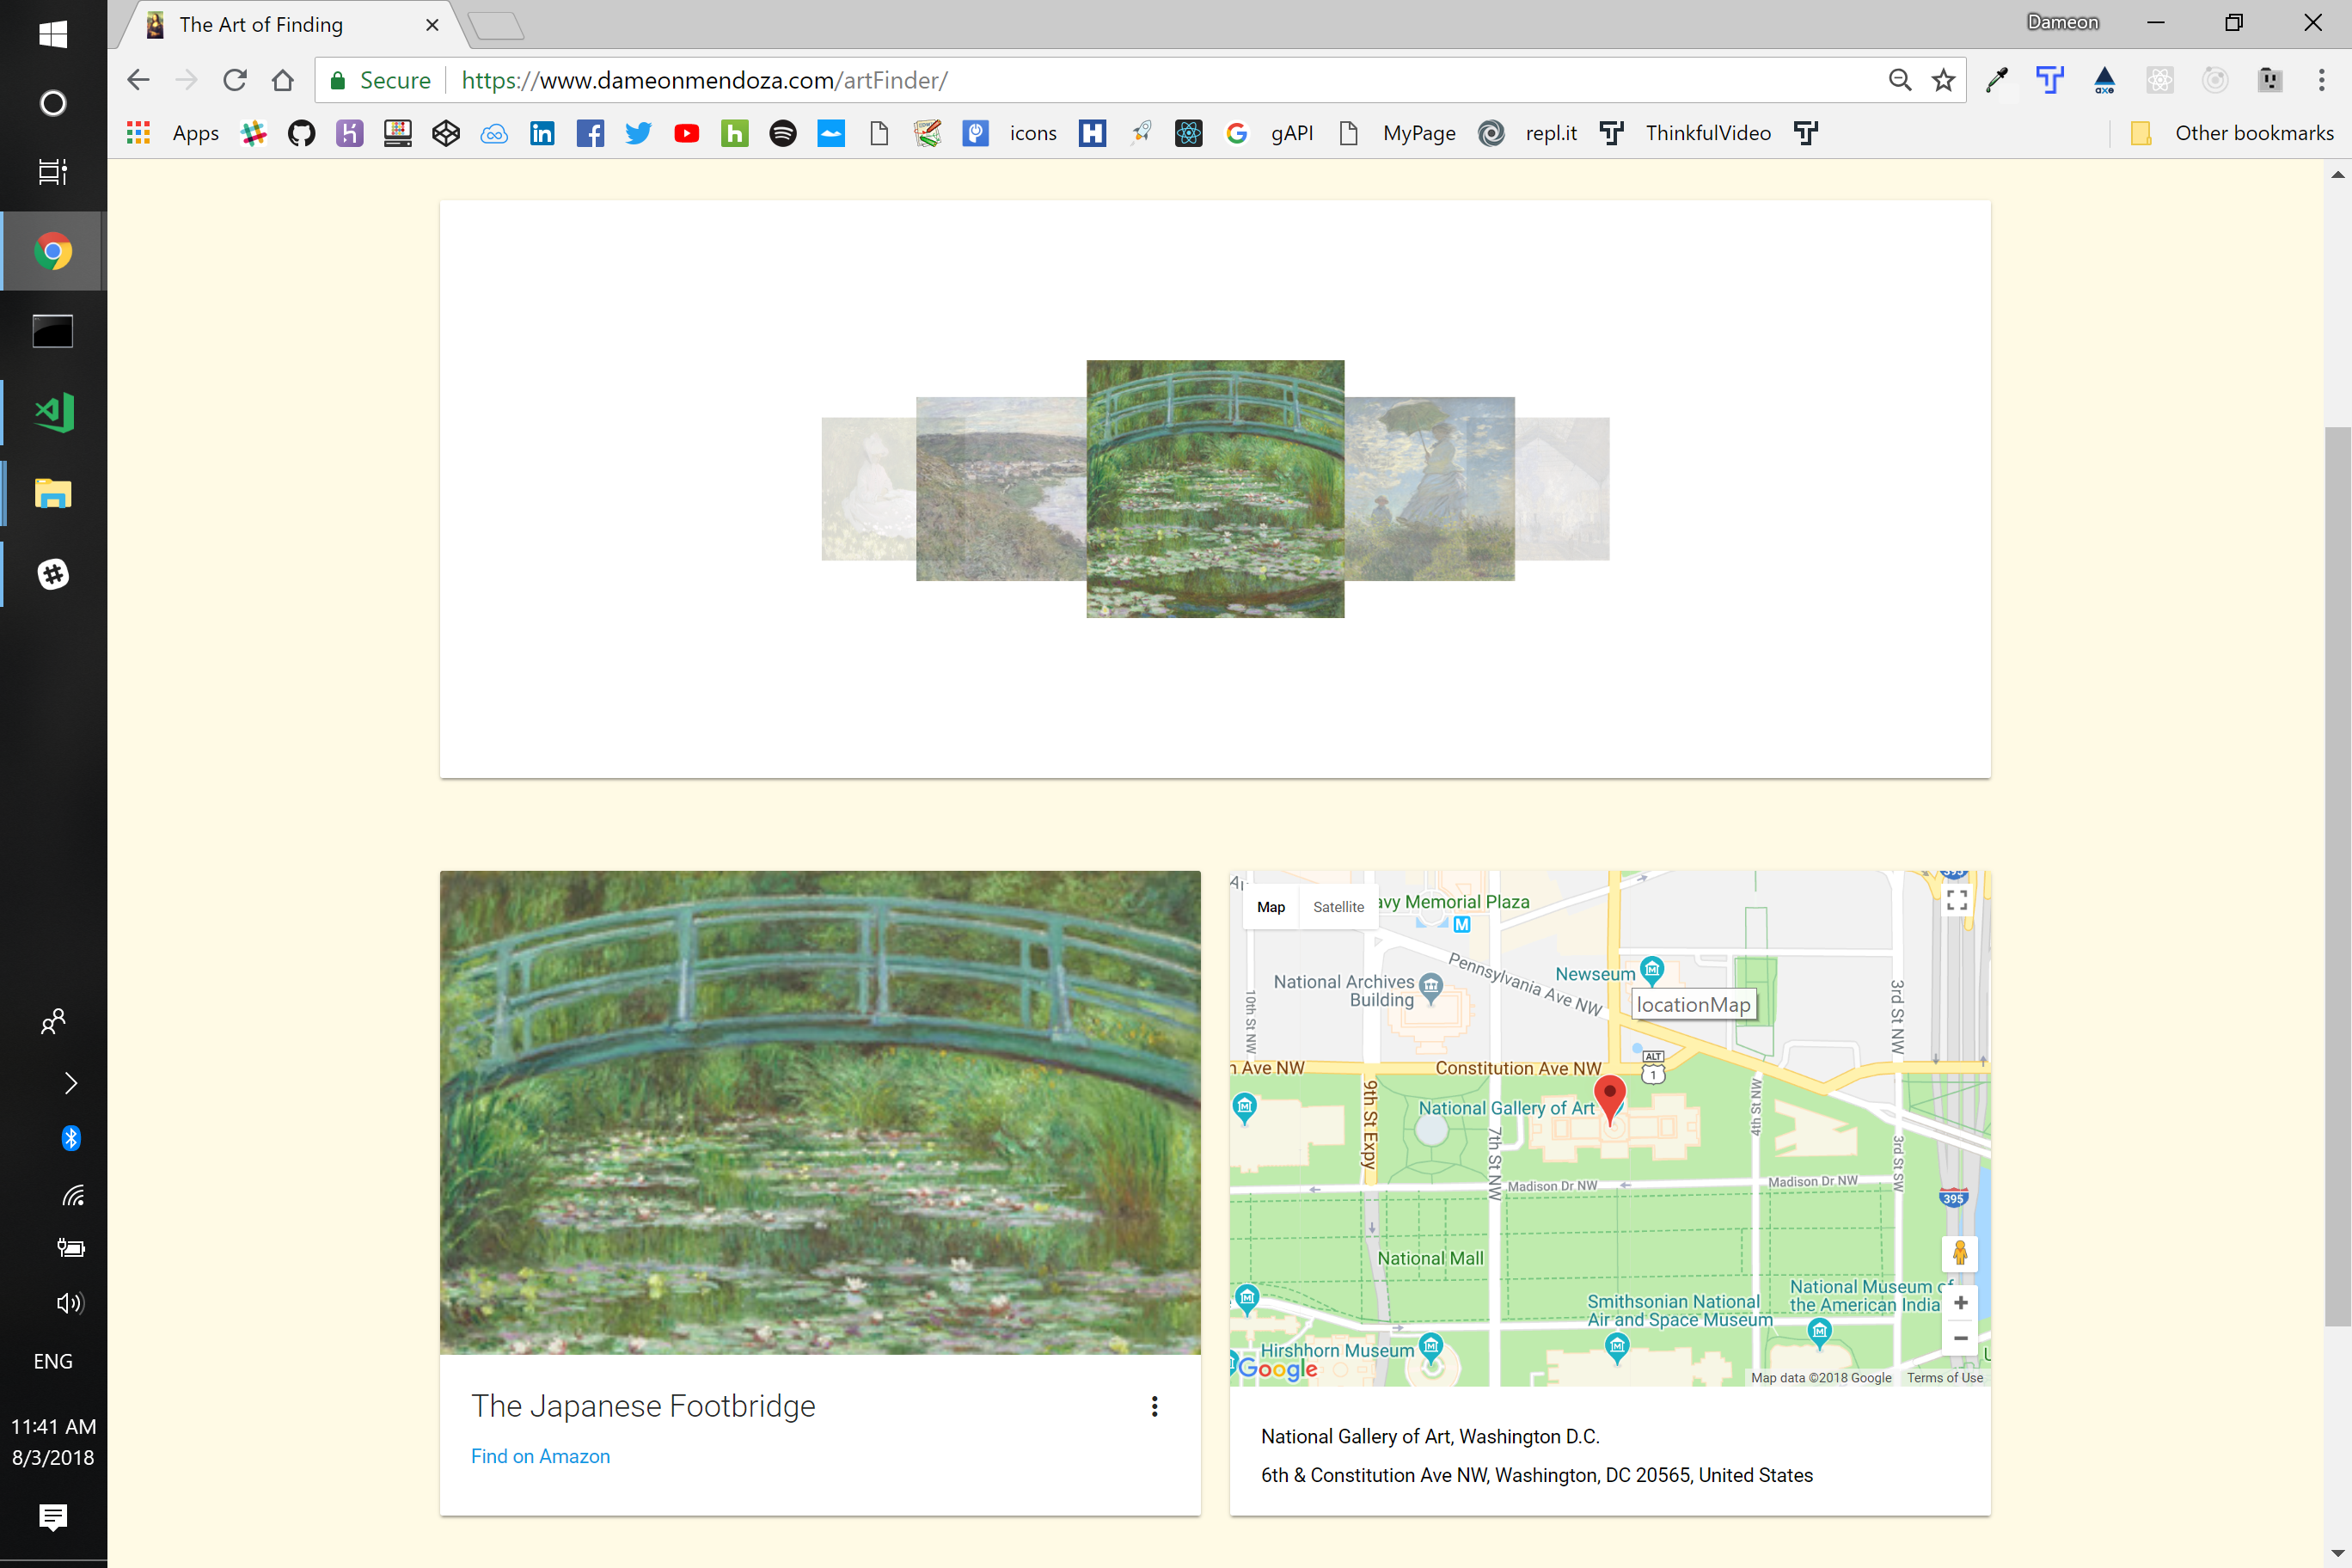 The Art of Finding
Dameon
Secure
https://www.dameonmendoza.com/artFinder/
Apps
icons
gAPI
MyPage
repl.it
ThinkfulVideo
Other bookmarks
Map
Satellite
avy Memorial Plaza
Newseum
locationMap
National Archives
Building
Pennsylvania Ave NW
10th St NW
3rd St NW
n Ave NW
Constitution Ave NW
ALT
1
9th St Expy
National Gallery of Art
7th St NW
4th St NW
3rd St SW
Madison Dr NW
Madison Dr NW
395
National Mall
National Museum of
the American India
Smithsonian National
Air and Space Museum
Hirshhorn Museum
Google
Map data ©2018 Google
Terms of Use
The Japanese Footbridge
Find on Amazon
National Gallery of Art, Washington D.C.
6th & Constitution Ave NW, Washington, DC 20565, United States
ENG
11:41 AM
8/3/2018